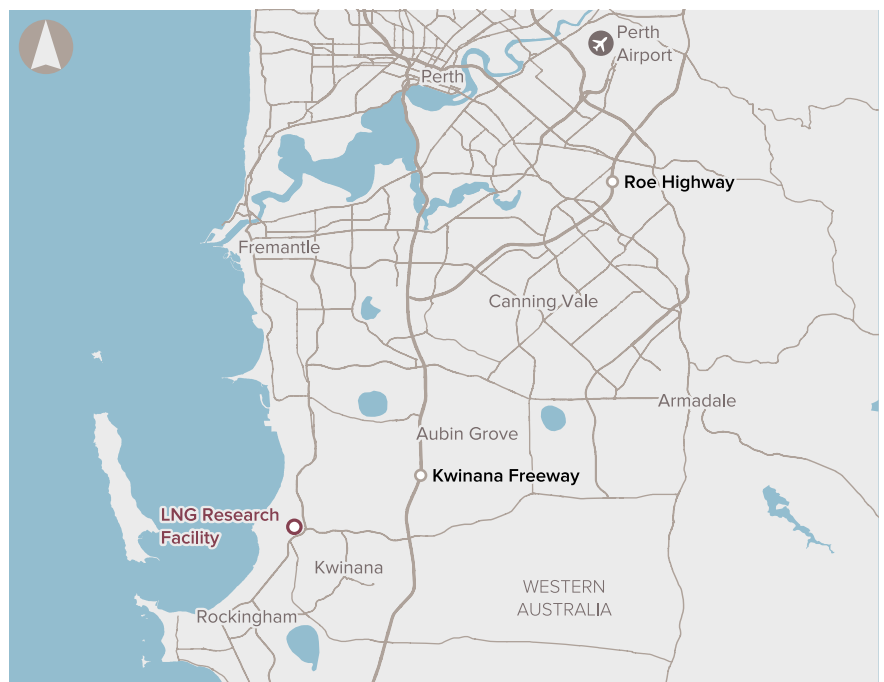 Perth
Airport
Perth
Roe Highway
Fremantle
Canning Vale
Armadale
Aubin Grove
Kwinana Freeway
LNG Research
Facility
Kwinana
WESTERN
AUSTRALIA
Rockingham